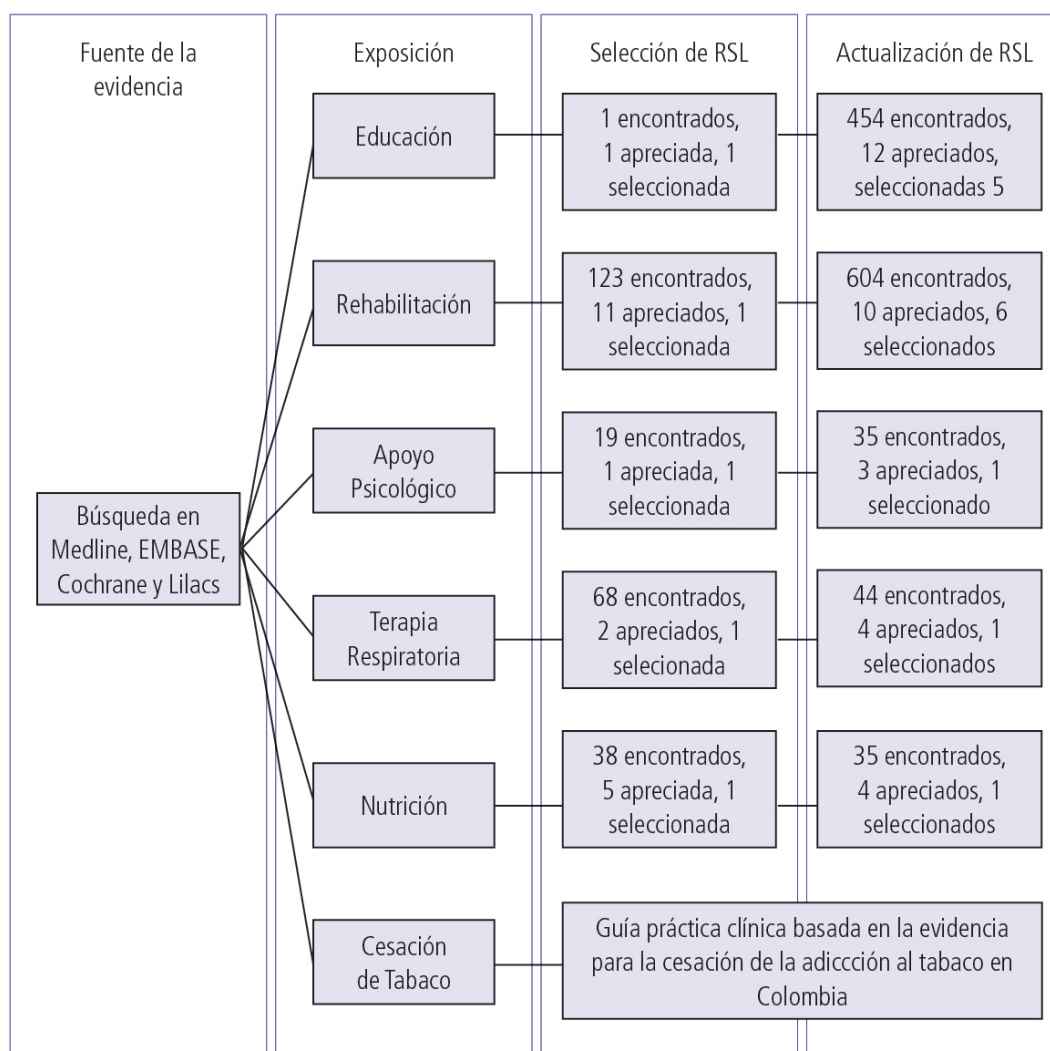 Fuente de la
evidencia
Exposición
Selección de RSL
Actualización de RSL
Búsqueda en
Medline, EMBASE,
Cochrane y Lilacs
Educación
1 encontrados,
1 apreciada, 1
seleccionada
454 encontrados,
12 apreciados,
seleccionadas 5
Rehabilitación
123 encontrados,
11 apreciados, 1
seleccionada
604 encontrados,
10 apreciados, 6
seleccionados
Apoyo
Psicológico
19 encontrados,
1 apreciada, 1
seleccionada
35 encontrados,
3 apreciados, 1
seleccionado
Terapia
Respiratoria
68 encontrados,
2 apreciados, 1
selecionada
44 encontrados,
4 apreciados, 1
seleccionados
Nutrición
38 encontrados,
5 apreciada, 1
seleccionada
35 encontrados,
4 apreciados, 1
seleccionados
Cesación
de Tabaco
Guía práctica clínica basada en la evidencia
para la cesación de la adiccción al tabaco en
Colombia